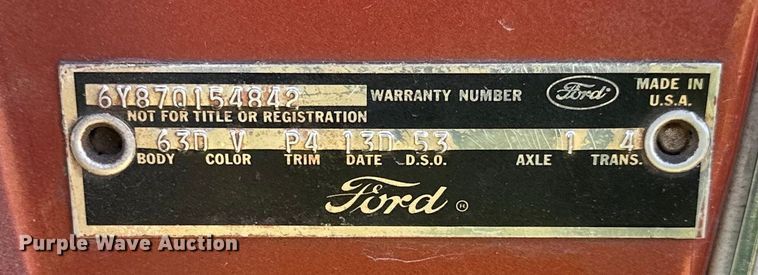 6Y87Q154842 WARRANTY NUMBER Ford MADE IN U.S.A.
NOT FOR TITLE OR REGISTRATION
63D V P4 13D 53 1 4
BODY COLOR TRIM DATE D.S.O. AXLE TRANS.
Ford ®
Purple Wave Auction